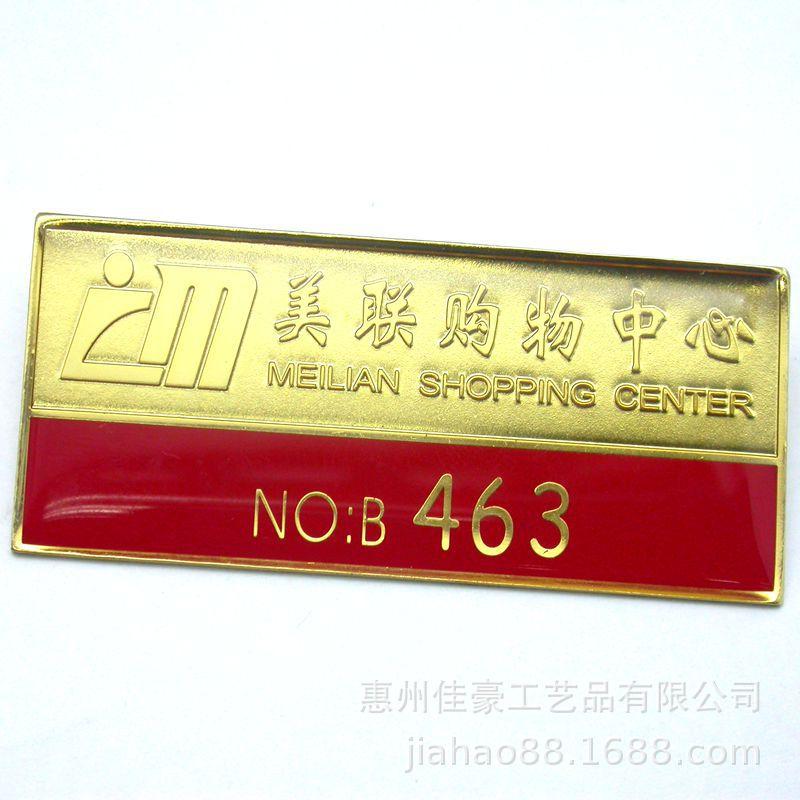 美联购物中心
MEILIAN SHOPPING CENTER
NO:B 463
惠州佳豪工艺品有限公司
jiahao88.1688.com